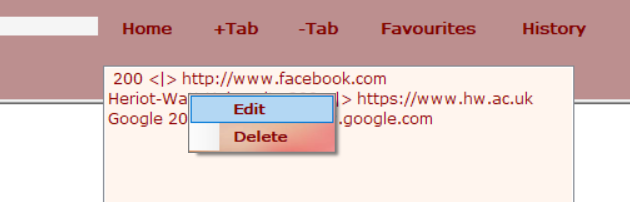 Home +Tab -Tab Favourites History
200 <|> http://www.facebook.com
Heriot-Wa |> https://www.hw.ac.uk
Google 20 .google.com
Edit
Delete